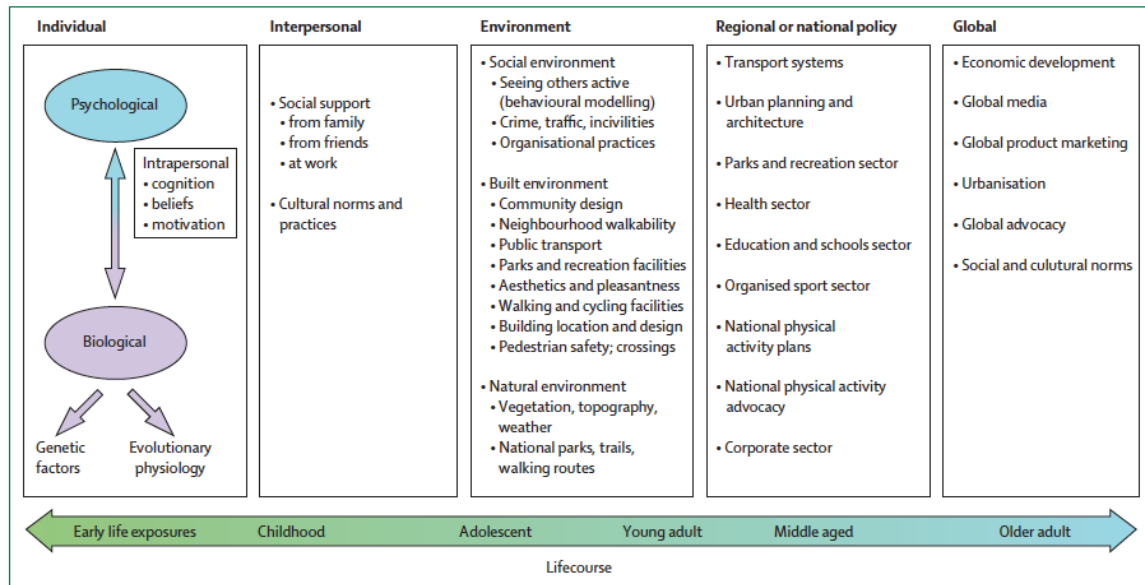 Individual
Psychological
Intrapersonal
• cognition
• beliefs
• motivation
Biological
Genetic
factors
Evolutionary
physiology
Interpersonal
• Social support
• from family
• from friends
• at work
• Cultural norms and
practices
Environment
• Social environment
• Seeing others active
(behavioural modelling)
• Crime, traffic, incivilities
• Organisational practices
• Built environment
• Community design
• Neighbourhood walkability
• Public transport
• Parks and recreation facilities
• Aesthetics and pleasantness
• Walking and cycling facilities
• Building location and design
• Pedestrian safety; crossings
• Natural environment
• Vegetation, topography,
weather
• National parks, trails,
walking routes
Regional or national policy
• Transport systems
• Urban planning and
architecture
• Parks and recreation sector
• Health sector
• Education and schools sector
• Organised sport sector
• National physical
activity plans
• National physical activity
advocacy
• Corporate sector
Global
• Economic development
• Global media
• Global product marketing
• Urbanisation
• Global advocacy
• Social and culutural norms
Early life exposures
Childhood
Adolescent
Young adult
Middle aged
Older adult
Lifecourse